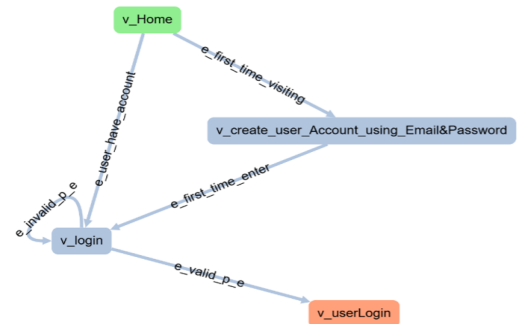 v_Home
e_first_time_visiting
e_user_have_account
v_create_user_Account_using_Email&Password
e_first_time_enter
e_invalid_p_e
v_login
e_valid_p_e
v_userLogin